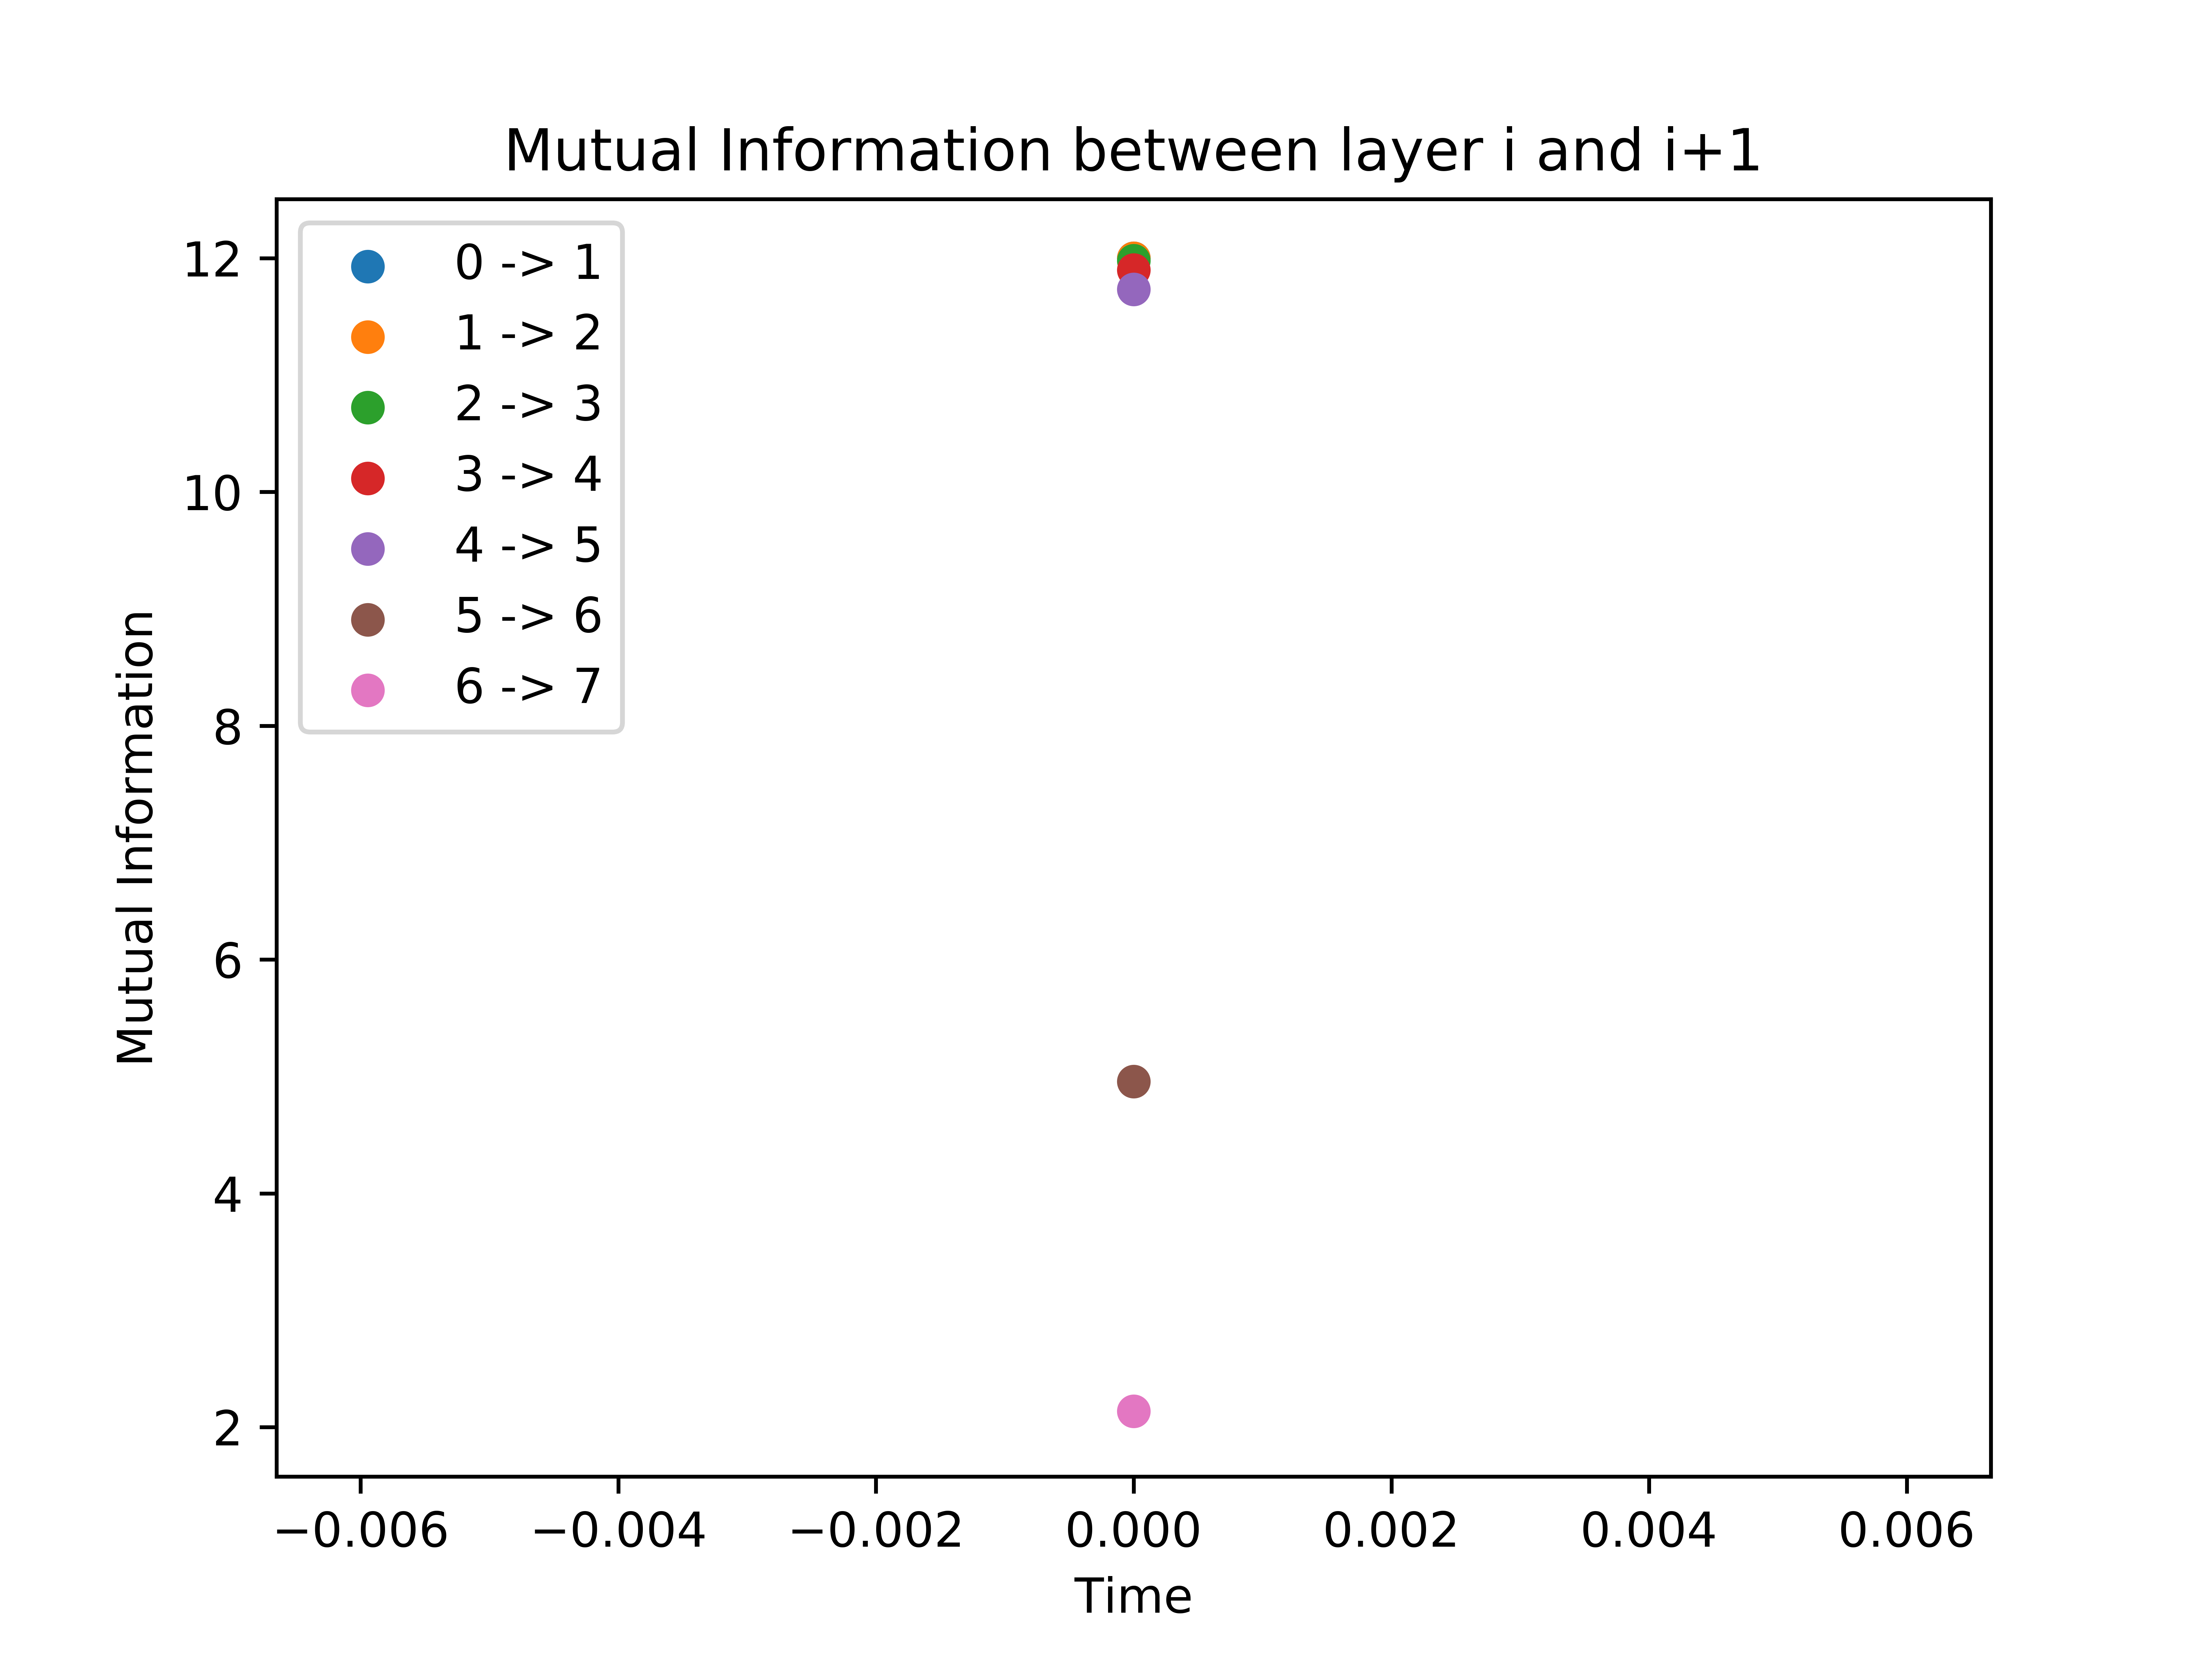 Mutual Information between layer i and i+1
12
10
8
6
4
2
Mutual Information
0 -> 1
1 -> 2
2 -> 3
3 -> 4
4 -> 5
5 -> 6
6 -> 7
−0.006 −0.004 −0.002 0.000 0.002 0.004 0.006
Time